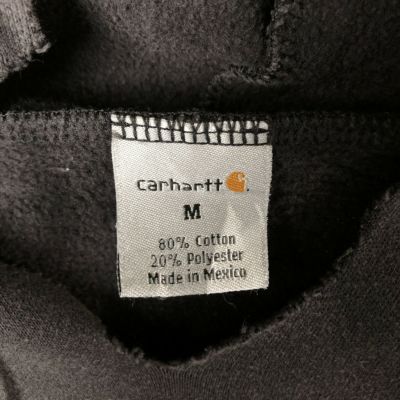 carhartt
M
80% Cotton
20% Polyester
Made in Mexico